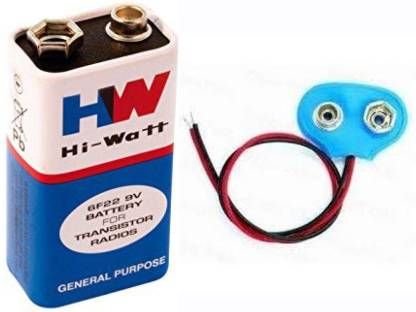 HW
Hi-Watt
6F22 9V
BATTERY
FOR
TRANSISTOR
RADIOS
GENERAL PURPOSE